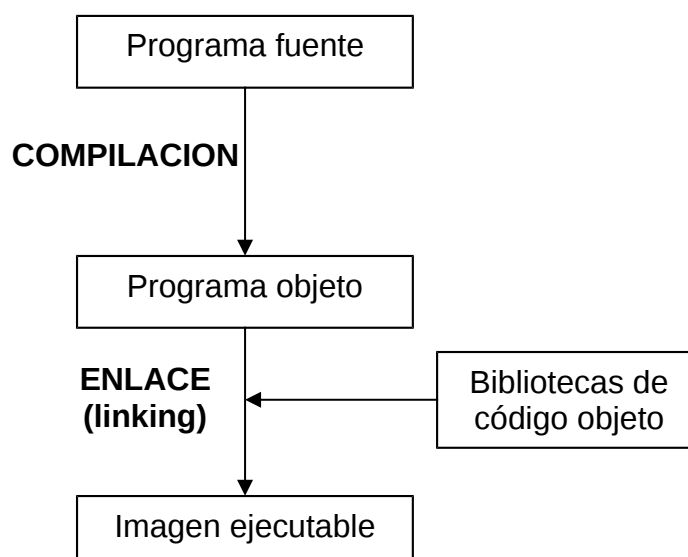 Programa fuente
COMPILACION
Programa objeto
ENLACE
(linking)
Bibliotecas de
código objeto
Imagen ejecutable